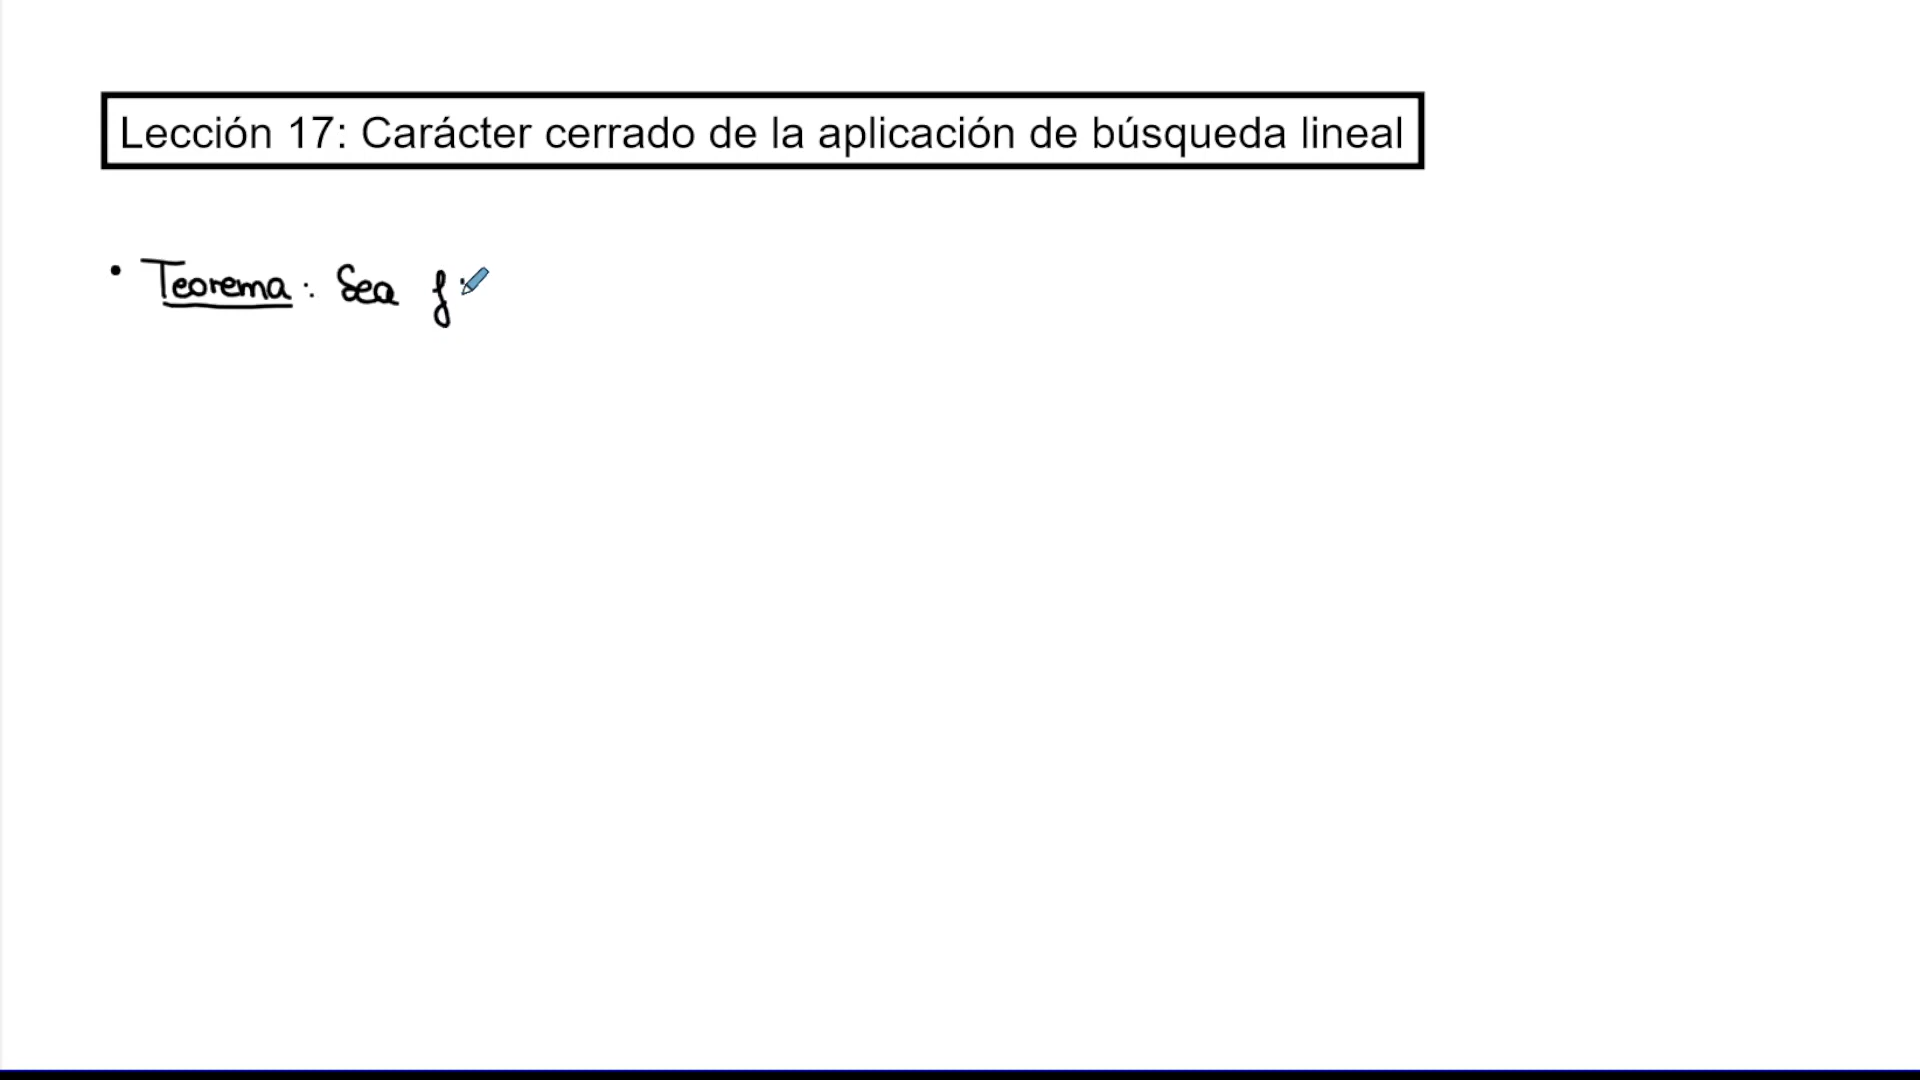 Lección 17: Carácter cerrado de la aplicación de búsqueda lineal
• Teorema: Sea f: